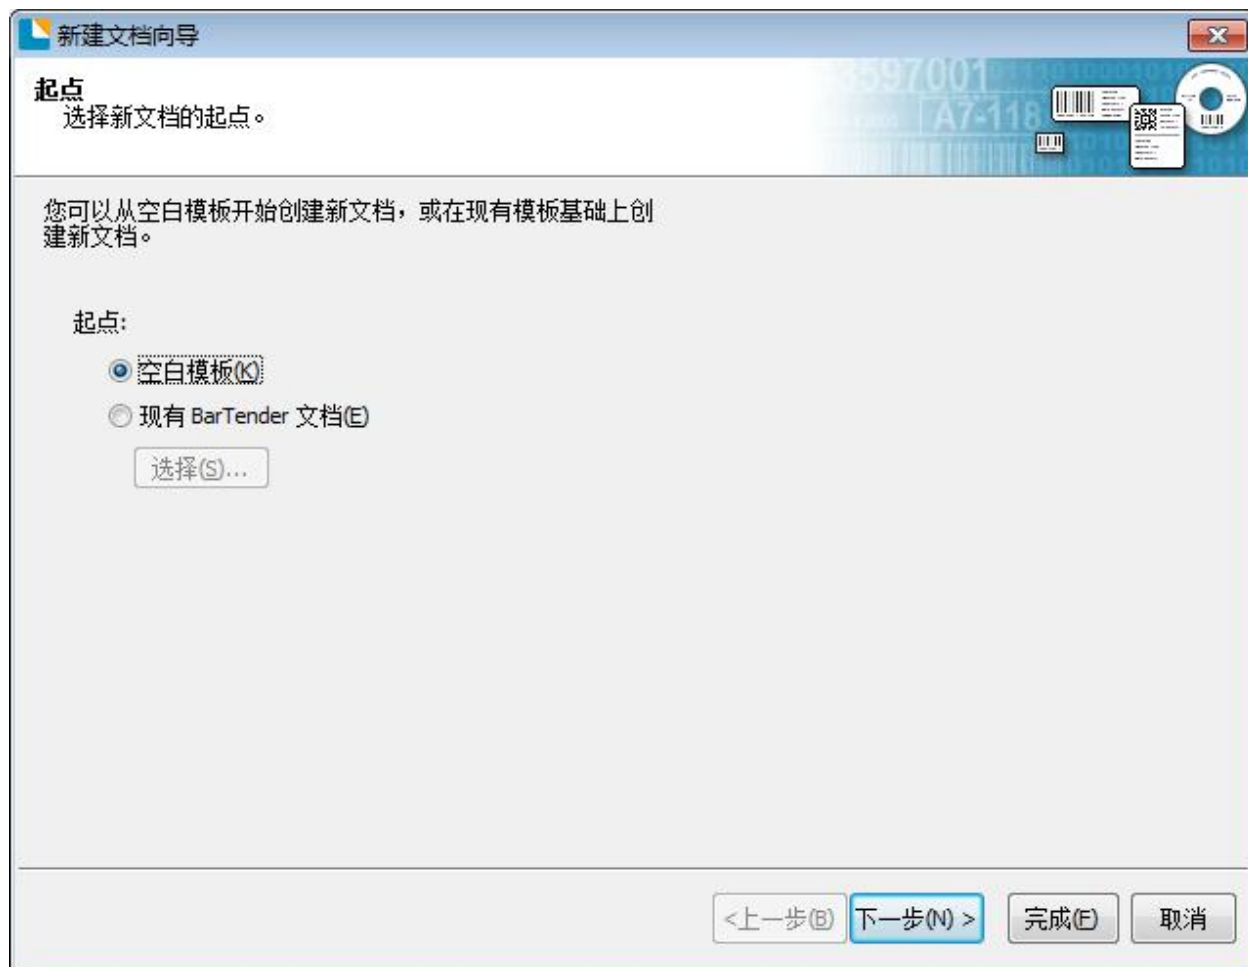 新建文档向导
起点
选择新文档的起点。
3597001
A7-118
您可以从空白模板开始创建新文档，或在现有模板基础上创
建新文档。
起点:
空白模板(K)
现有 BarTender 文档(E)
选择(S)...
<上一步(B)
下一步(N) >
完成(F)
取消